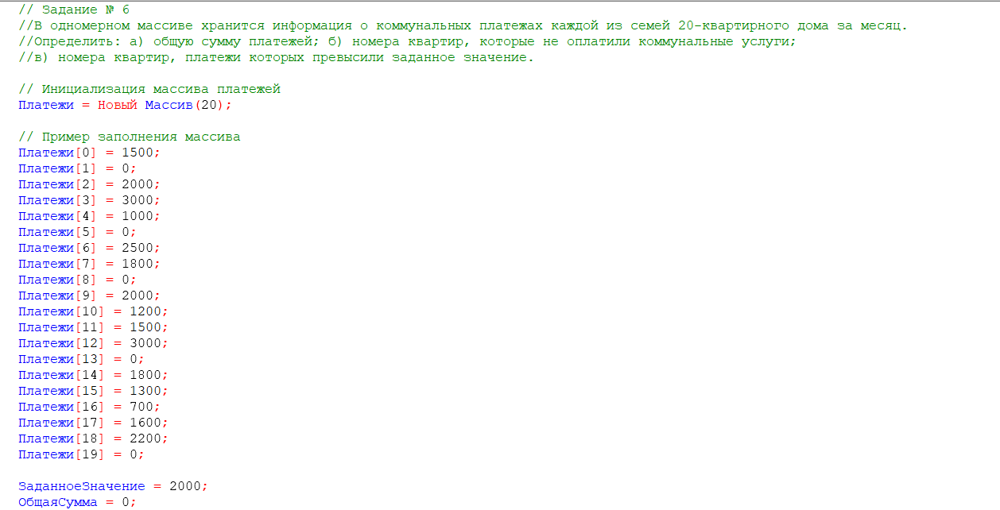 // Задание № 6
//В одномерном массиве хранится информация о коммунальных платежах каждой из семей 20-квартирного дома за месяц.
//Определить: а) общую сумму платежей; б) номера квартир, которые не оплатили коммунальные услуги;
//в) номера квартир, платежи которых превысили заданное значение.
// Инициализация массива платежей
Платежи = Новый Массив(20);
// Пример заполнения массива
Платежи[0] = 1500;
Платежи[1] = 0;
Платежи[2] = 2000;
Платежи[3] = 3000;
Платежи[4] = 1000;
Платежи[5] = 0;
Платежи[6] = 2500;
Платежи[7] = 1800;
Платежи[8] = 0;
Платежи[9] = 2000;
Платежи[10] = 1200;
Платежи[11] = 1500;
Платежи[12] = 3000;
Платежи[13] = 0;
Платежи[14] = 1800;
Платежи[15] = 1300;
Платежи[16] = 700;
Платежи[17] = 1600;
Платежи[18] = 2200;
Платежи[19] = 0;
ЗаданноеЗначение = 2000;
ОбщаяСумма = 0;